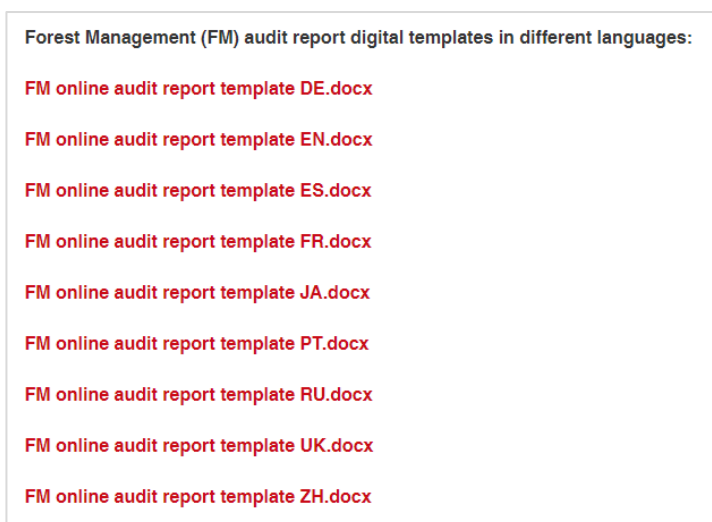 Forest Management (FM) audit report digital templates in different languages:
FM online audit report template DE.docx
FM online audit report template EN.docx
FM online audit report template ES.docx
FM online audit report template FR.docx
FM online audit report template JA.docx
FM online audit report template PT.docx
FM online audit report template RU.docx
FM online audit report template UK.docx
FM online audit report template ZH.docx